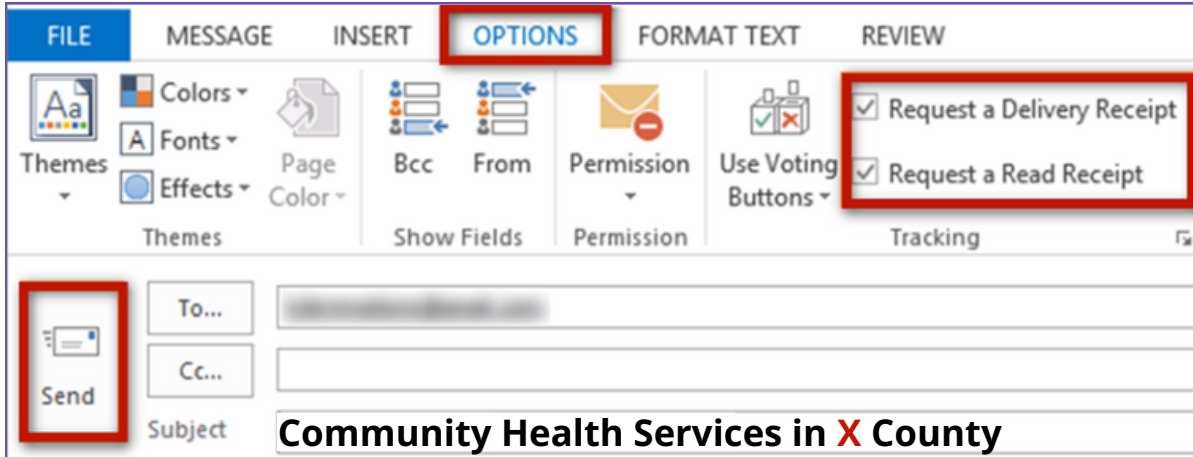 FILE MESSAGE INSERT OPTIONS FORMAT TEXT REVIEW
Aa Themes
Colors
A Fonts
Effects
Page Color
Themes
Bcc From
Show Fields
Permission
Permission
Use Voting Buttons
Request a Delivery Receipt
Request a Read Receipt
Tracking
Send
To...
Cc...
Subject Community Health Services in X County